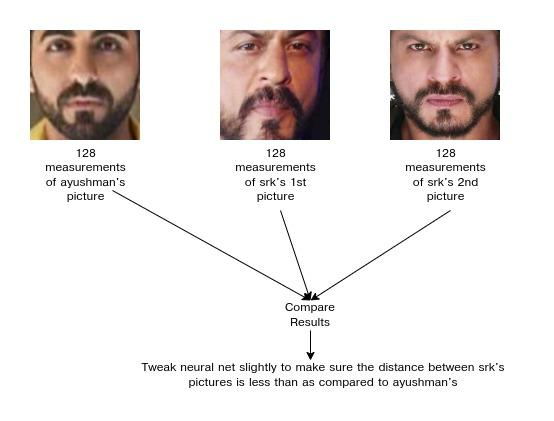 128
measurements
of ayushman's
picture
128
measurements
of srk's 1st
picture
128
measurements
of srk's 2nd
picture
Compare
Results
Tweak neural net slightly to make sure the distance between srk's
pictures is less than as compared to ayushman's